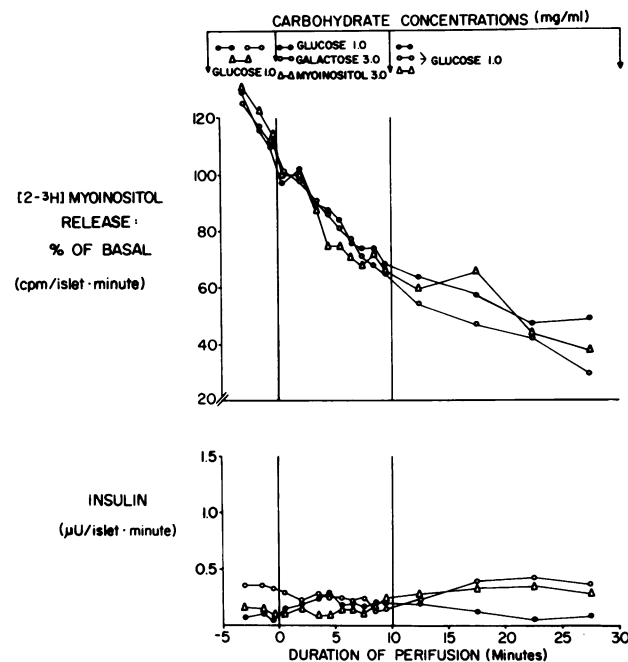 CARBOHYDRATE CONCENTRATIONS (mg/ml)
GLUCOSE 1.0
GLUCOSE 1.0
GALACTOSE 3.0
MYOINOSITOL 3.0
GLUCOSE 1.0
[2-³H] MYOINOSITOL
RELEASE:
% OF BASAL
(cpm/islet·minute)
120
100
80
60
40
20
INSULIN
(μU/islet·minute)
1.5
1.0
0.5
-5
0
5
10
15
20
25
30
DURATION OF PERIFUSION (Minutes)